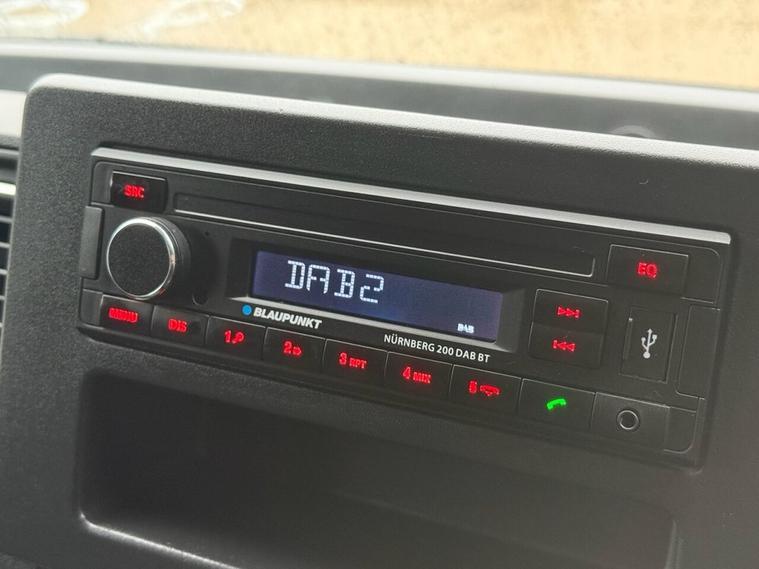 SRC
EQ
DAB2
DAB
BLAUPUNKT
NÜRNBERG 200 DAB BT
MENU
DIS
1
2
3 RPT
4 MIX
5